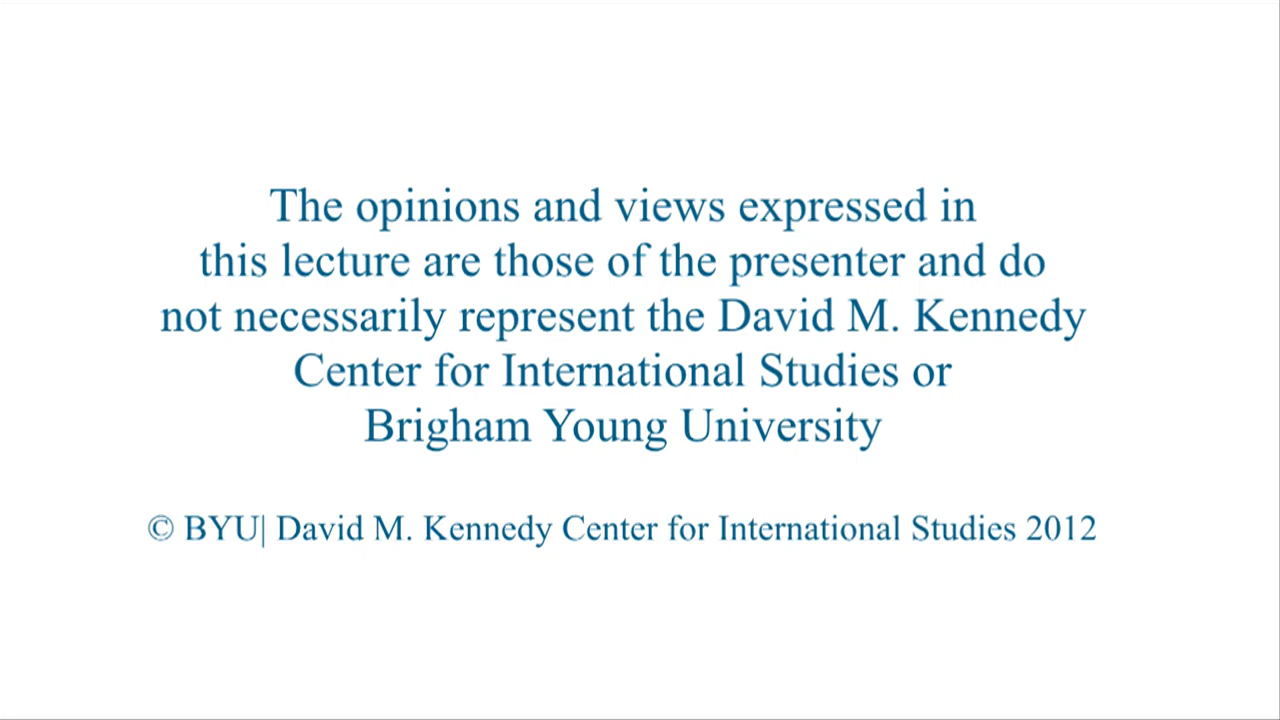 The opinions and views expressed in
this lecture are those of the presenter and do
not necessarily represent the David M. Kennedy
Center for International Studies or
Brigham Young University
© BYU| David M. Kennedy Center for International Studies 2012